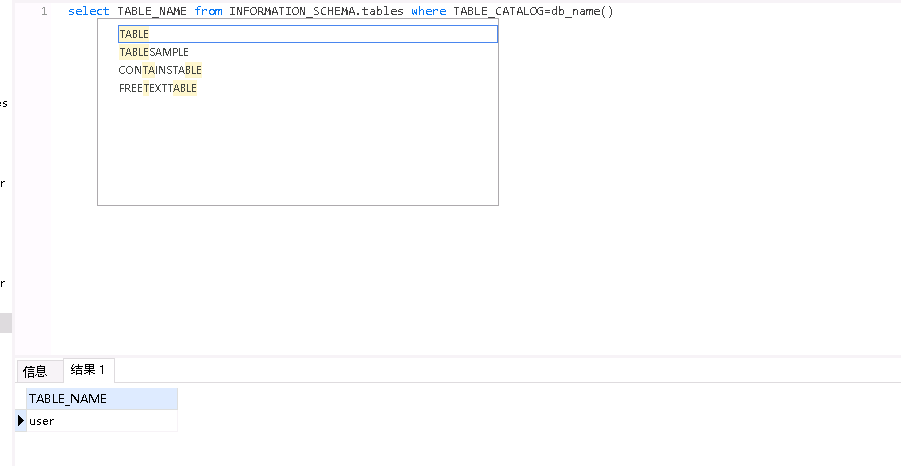 1 select TABLE_NAME from INFORMATION_SCHEMA.tables where TABLE_CATALOG=db_name()
TABLE
TABLESAMPLE
CONTAINSTABLE
FREETEXTTABLE
es
r
r
信息 结果 1
TABLE_NAME
user